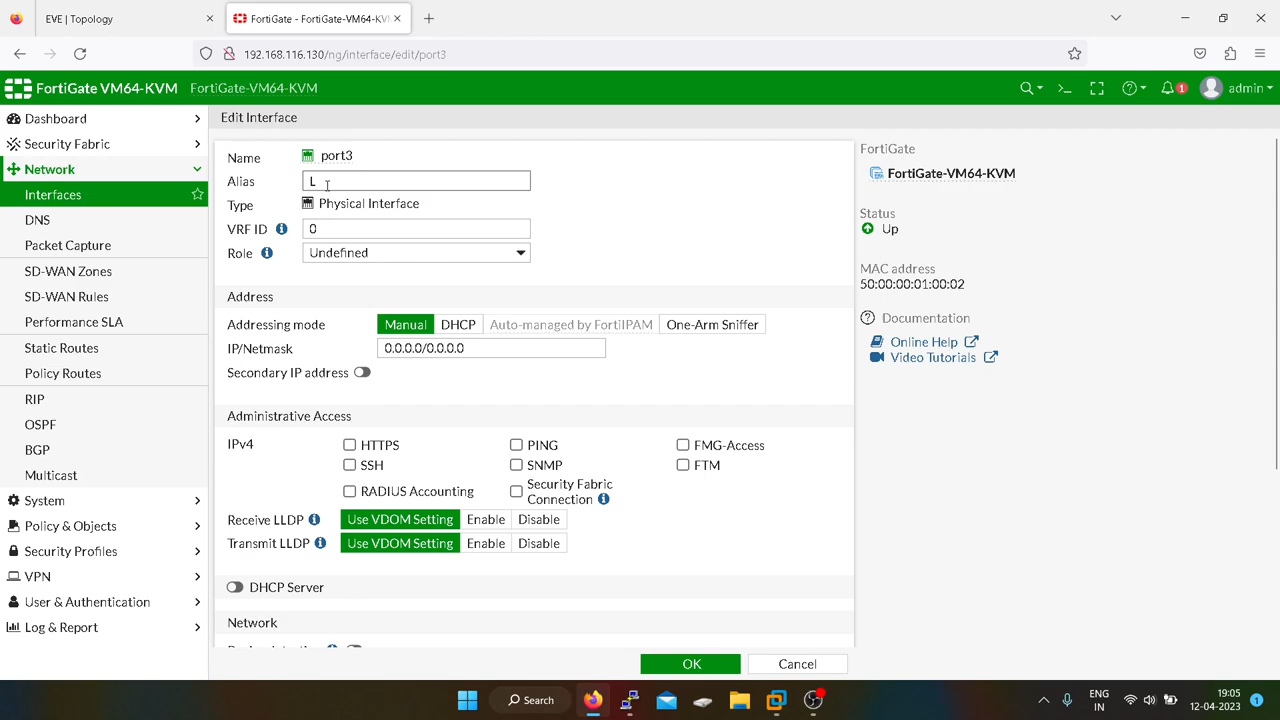 EVE | Topology
FortiGate - FortiGate-VM64-KV
192.168.116.130/ng/interface/edit/port3
FortiGate VM64-KVM
FortiGate-VM64-KVM
1
admin
Dashboard
Security Fabric
Network
Interfaces
DNS
Packet Capture
SD-WAN Zones
SD-WAN Rules
Performance SLA
Static Routes
Policy Routes
RIP
OSPF
BGP
Multicast
System
Policy & Objects
Security Profiles
VPN
User & Authentication
Log & Report
Edit Interface
Name port3
Alias L
Type Physical Interface
VRF ID 0
Role Undefined
Address
Addressing mode Manual DHCP Auto-managed by FortiIPAM One-Arm Sniffer
IP/Netmask 0.0.0.0/0.0.0.0
Secondary IP address
Administrative Access
IPv4 HTTPS PING FMG-Access
SSH SNMP FTM
RADIUS Accounting Security Fabric
Connection
Receive LLDP Use VDOM Setting Enable Disable
Transmit LLDP Use VDOM Setting Enable Disable
DHCP Server
Network
OK Cancel
FortiGate
FortiGate-VM64-KVM
Status
Up
MAC address
50:00:00:01:00:02
Documentation
Online Help
Video Tutorials
Search
ENG
IN
19:05
12-04-2023
1